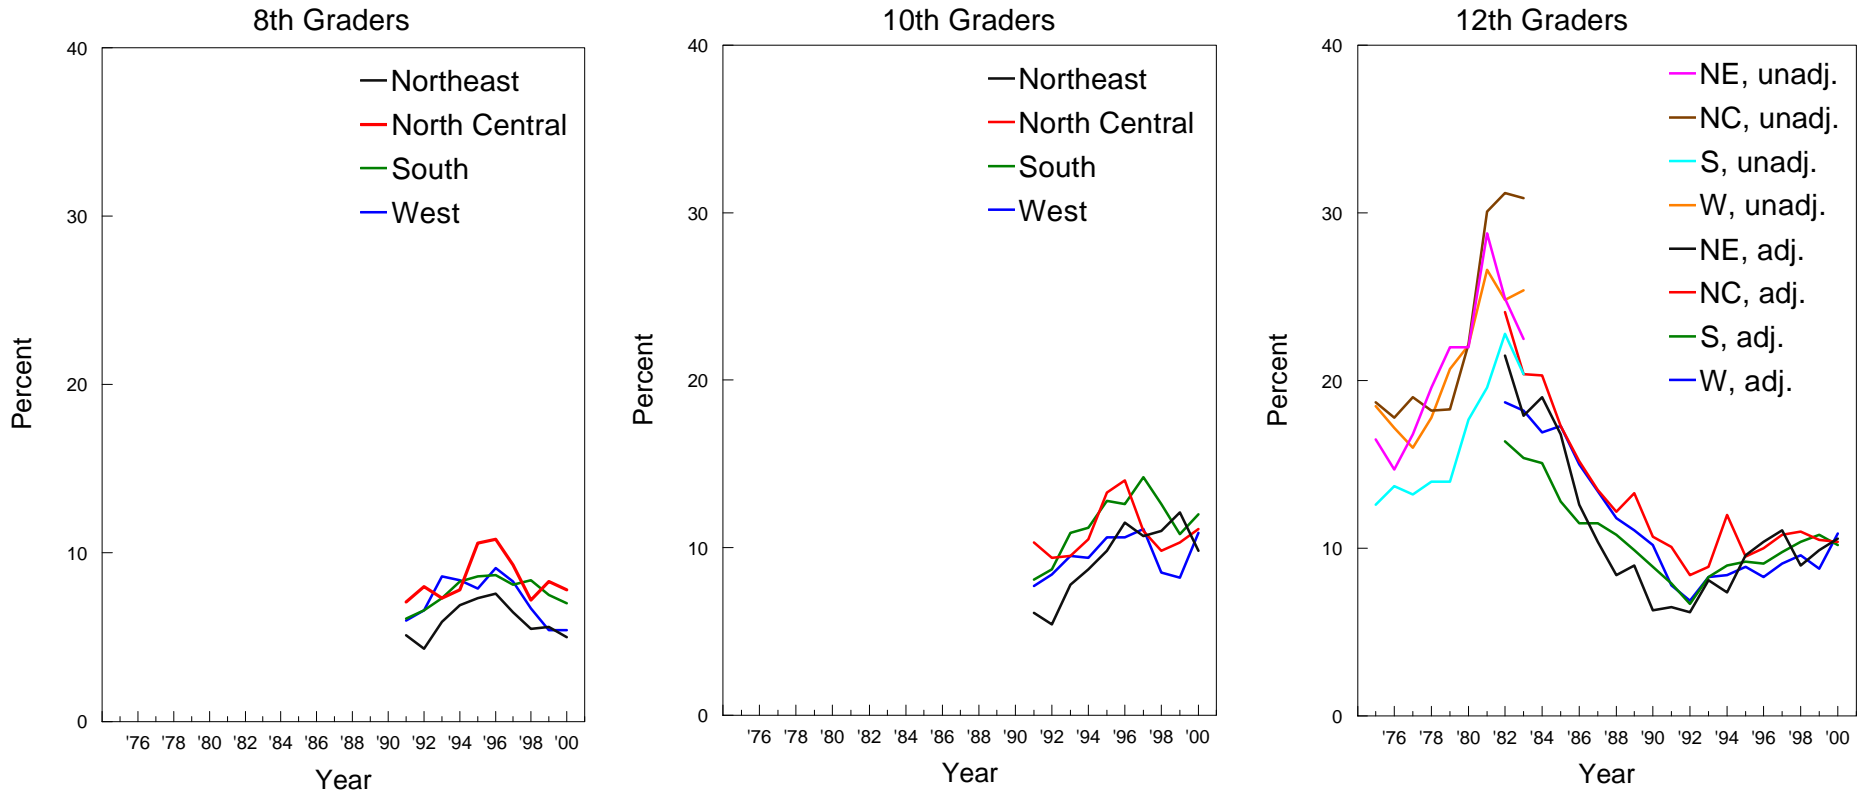 8th Graders
40
30
20
10
0
Percent
Northeast
North Central
South
West
'76 '78 '80 '82 '84 '86 '88 '90 '92 '94 '96 '98 '00
Year
10th Graders
40
30
20
10
0
Percent
Northeast
North Central
South
West
'76 '78 '80 '82 '84 '86 '88 '90 '92 '94 '96 '98 '00
Year
12th Graders
40
30
20
10
0
Percent
NE, unadj.
NC, unadj.
S, unadj.
W, unadj.
NE, adj.
NC, adj.
S, adj.
W, adj.
'76 '78 '80 '82 '84 '86 '88 '90 '92 '94 '96 '98 '00
Year